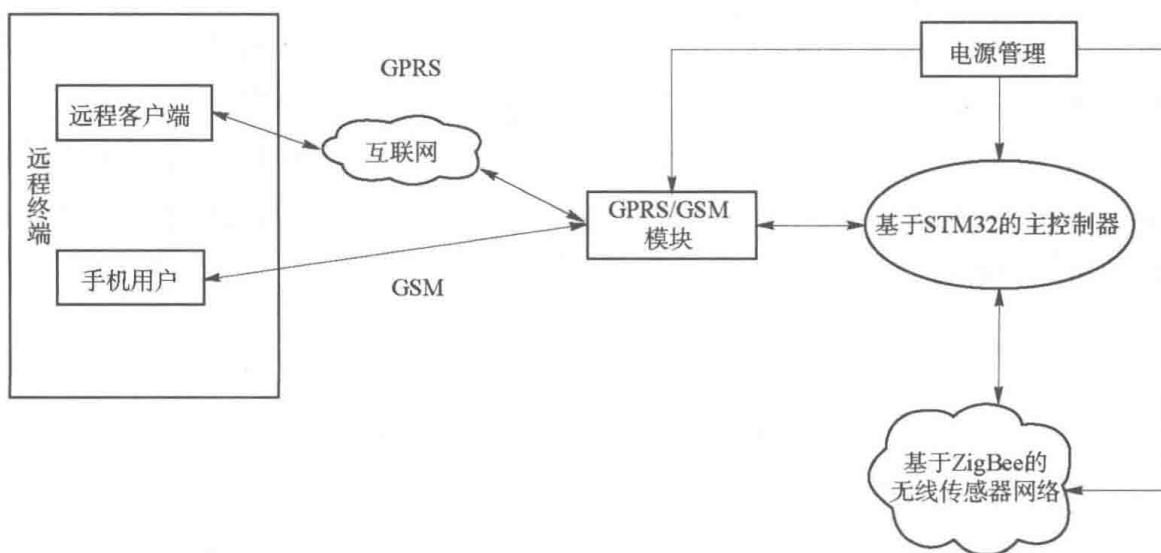 GPRS
电源管理
远程客户端
互联网
远程终端
GPRS/GSM
模块
基于STM32的主控制器
手机用户
GSM
基于ZigBee的
无线传感器网络